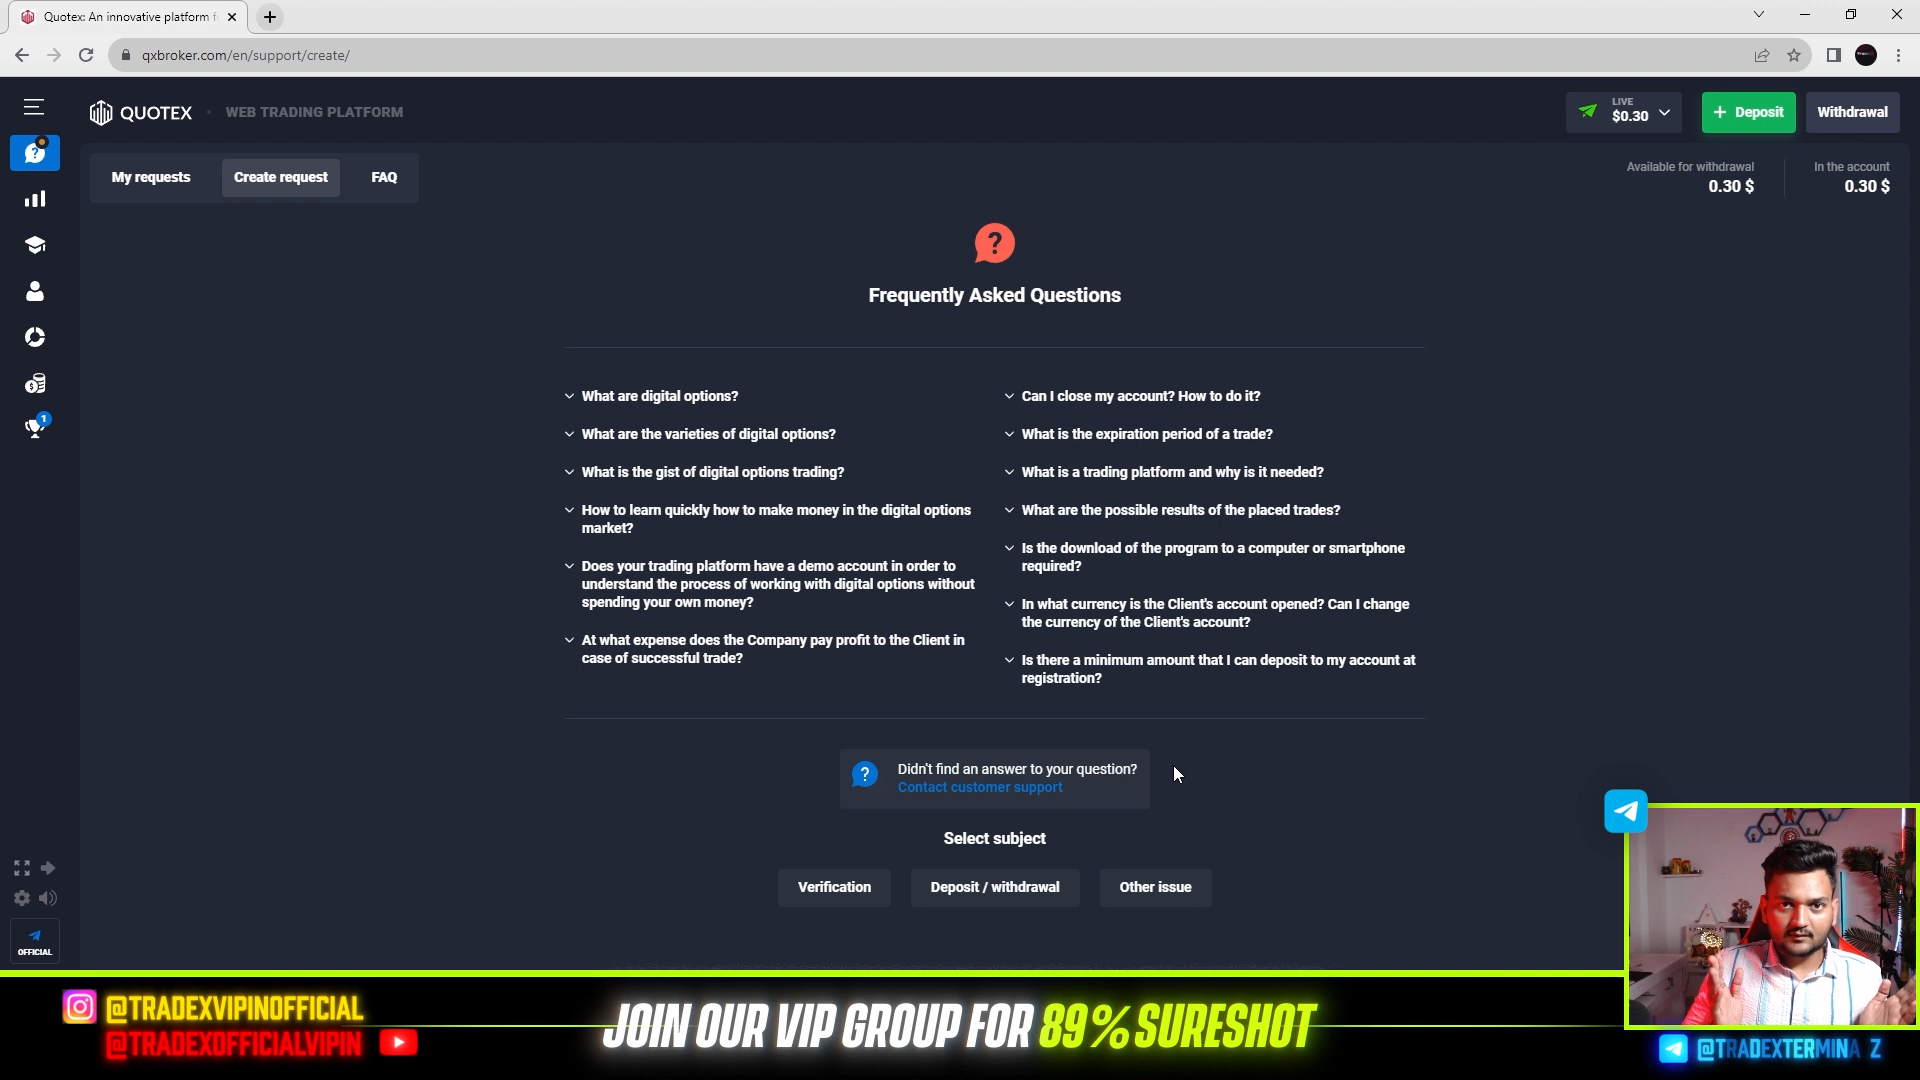 Quotex: An innovative platform f
qxbroker.com/en/support/create/
QUOTEX
WEB TRADING PLATFORM
LIVE
$0.30
+ Deposit
Withdrawal
My requests
Create request
FAQ
Available for withdrawal
0.30 $
In the account
0.30 $
?
Frequently Asked Questions
What are digital options?
What are the varieties of digital options?
What is the gist of digital options trading?
How to learn quickly how to make money in the digital options
market?
Does your trading platform have a demo account in order to
understand the process of working with digital options without
spending your own money?
At what expense does the Company pay profit to the Client in
case of successful trade?
Can I close my account? How to do it?
What is the expiration period of a trade?
What is a trading platform and why is it needed?
What are the possible results of the placed trades?
Is the download of the program to a computer or smartphone
required?
In what currency is the Client's account opened? Can I change
the currency of the Client's account?
Is there a minimum amount that I can deposit to my account at
registration?
?
Didn't find an answer to your question?
Contact customer support
Select subject
Verification
Deposit / withdrawal
Other issue
1
OFFICIAL
@TRADEXVIPINOFFICIAL
@TRADEXOFFICIALVIPIN
JOIN OUR VIP GROUP FOR 89% SURESHOT
@TRADEXTERMINA Z